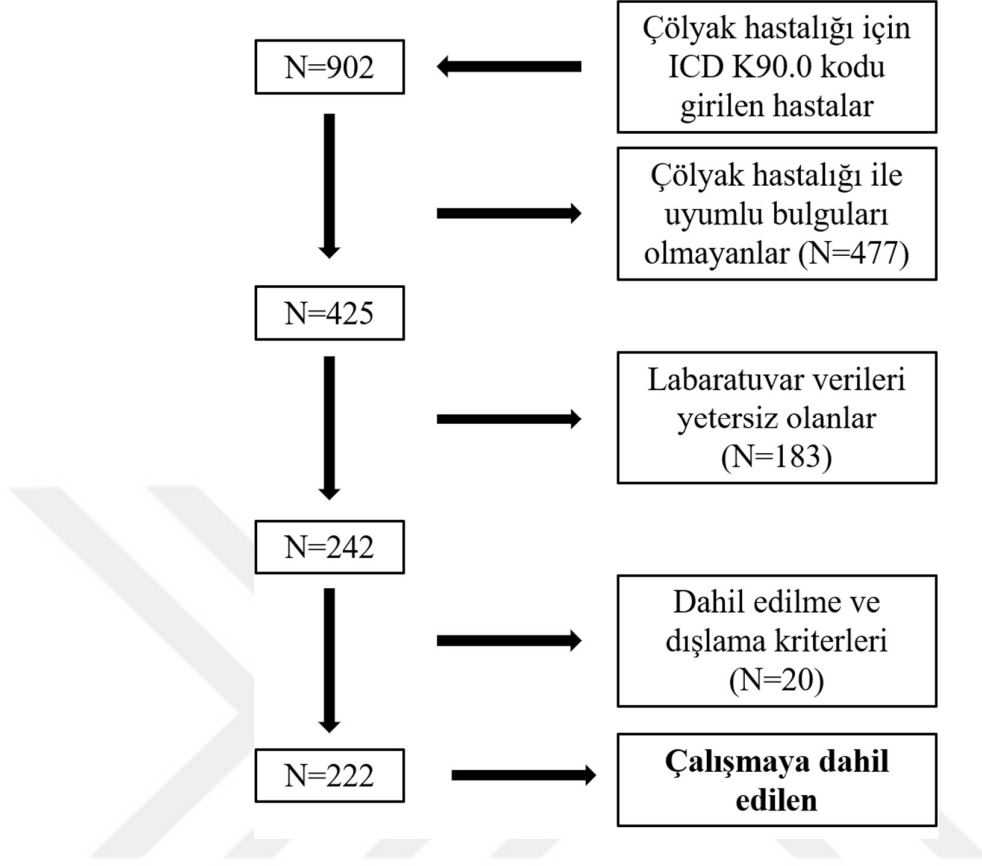 N=902
Çölyak hastalığı için
ICD K90.0 kodu
girilen hastalar
Çölyak hastalığı ile
uyumlu bulguları
olmayanlar (N=477)
N=425
Labaratuvar verileri
yetersiz olanlar
(N=183)
N=242
Dahil edilme ve
dışlama kriterleri
(N=20)
N=222
Çalışmaya dahil
edilen